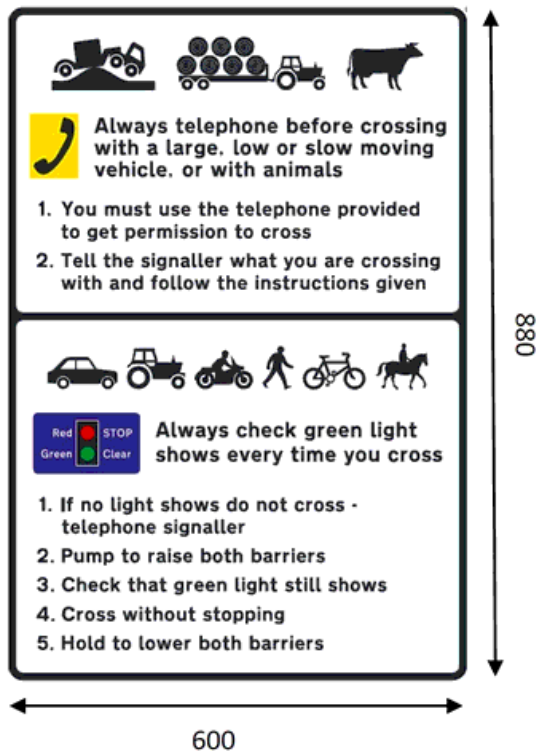 Always telephone before crossing
with a large, low or slow moving
vehicle, or with animals
1. You must use the telephone provided
to get permission to cross
2. Tell the signaller what you are crossing
with and follow the instructions given
880
Red STOP
Green Clear
Always check green light
shows every time you cross
1. If no light shows do not cross -
telephone signaller
2. Pump to raise both barriers
3. Check that green light still shows
4. Cross without stopping
5. Hold to lower both barriers
600